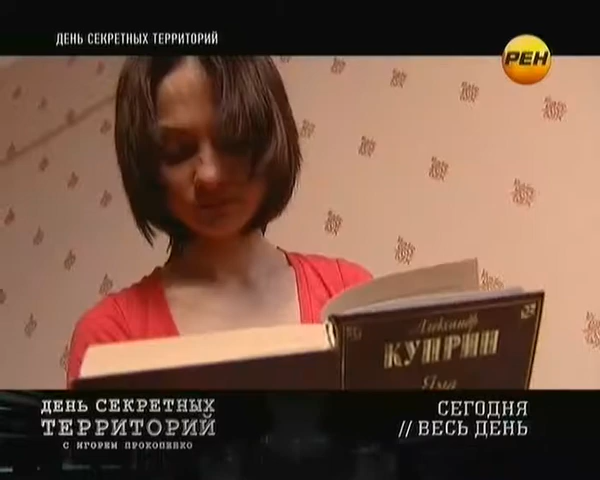 ДЕНЬ СЕКРЕТНЫХ ТЕРРИТОРИЙ
РЕН
Александр
КУПРИН
Яма
ДЕНЬ СЕКРЕТНЫХ
ТЕРРИТОРИЙ
С ИГОРЕМ ПРОКОПЕНКО
СЕГОДНЯ
// ВЕСЬ ДЕНЬ